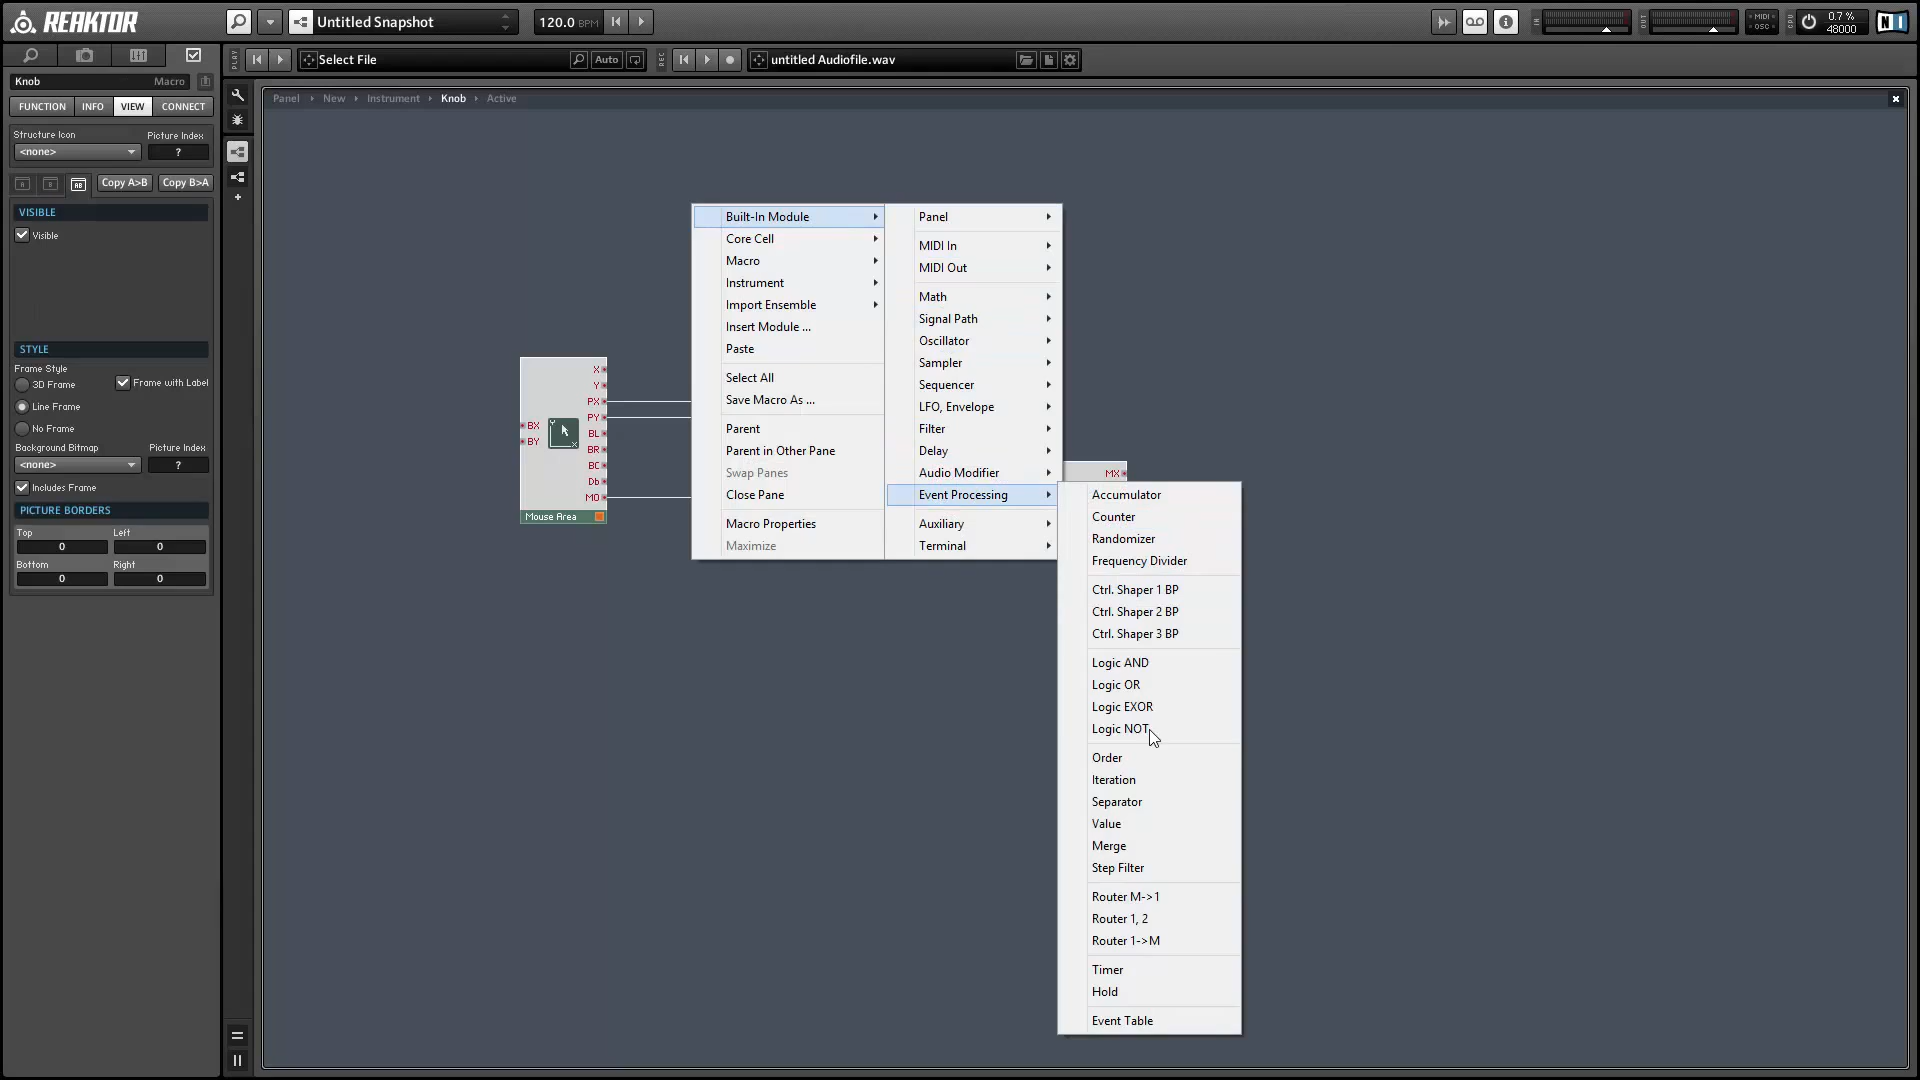 REAKTOR
Untitled Snapshot
120.0 BPM
IN
OUT
MIDI
OSC
CPU
0.7 %
48000
NI
PLAY
Select File
Auto
REC
untitled Audiofile.wav
Knob
Macro
FUNCTION
INFO
VIEW
CONNECT
Panel
New
Instrument
Knob
Active
Structure Icon
Picture Index
<none>
?
Copy A>B
Copy B>A
VISIBLE
Visible
STYLE
Frame Style
3D Frame
Frame with Label
Line Frame
No Frame
Background Bitmap
Picture Index
<none>
?
Includes Frame
PICTURE BORDERS
Top
Left
0
0
Bottom
Right
0
0
X
Y
PX
PY
BX
BL
BY
BR
BC
Db
MO
Mouse Area
MX
Built-In Module
Core Cell
Macro
Instrument
Import Ensemble
Insert Module ...
Paste
Select All
Save Macro As ...
Parent
Parent in Other Pane
Swap Panes
Close Pane
Macro Properties
Maximize
Panel
MIDI In
MIDI Out
Math
Signal Path
Oscillator
Sampler
Sequencer
LFO, Envelope
Filter
Delay
Audio Modifier
Event Processing
Auxiliary
Terminal
Accumulator
Counter
Randomizer
Frequency Divider
Ctrl. Shaper 1 BP
Ctrl. Shaper 2 BP
Ctrl. Shaper 3 BP
Logic AND
Logic OR
Logic EXOR
Logic NOT
Order
Iteration
Separator
Value
Merge
Step Filter
Router M->1
Router 1, 2
Router 1->M
Timer
Hold
Event Table